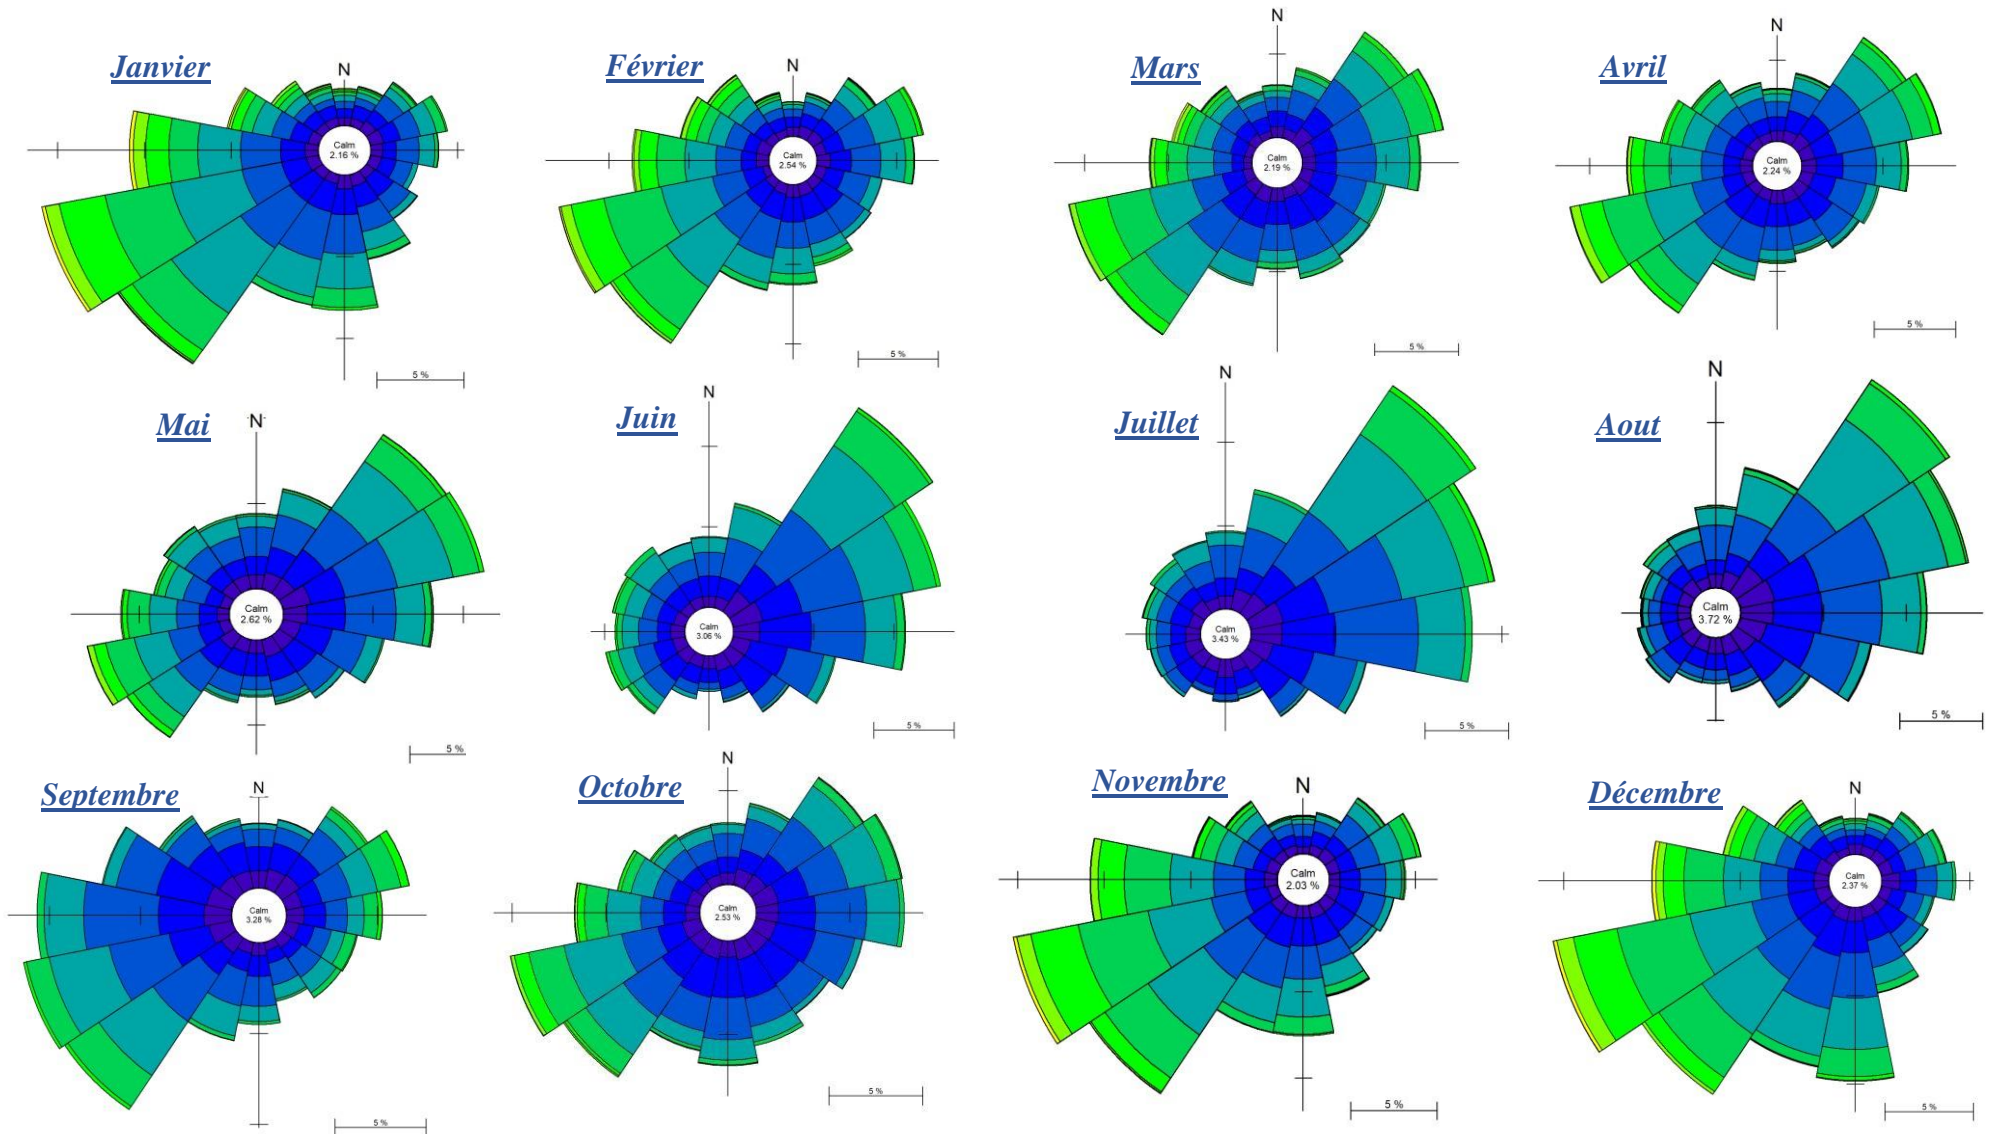 Janvier
N
Calm
2.16 %
5 %
Février
N
Calm
2.54 %
5 %
Mars
N
Calm
2.19 %
5 %
Avril
N
Calm
2.24 %
5 %
Mai
N
Calm
2.62 %
5 %
Juin
N
Calm
3.06 %
5 %
Juillet
N
Calm
3.43 %
5 %
Aout
N
Calm
3.72 %
5 %
Septembre
N
Calm
3.28 %
5 %
Octobre
N
Calm
2.53 %
5 %
Novembre
N
Calm
2.03 %
5 %
Décembre
N
Calm
2.37 %
5 %